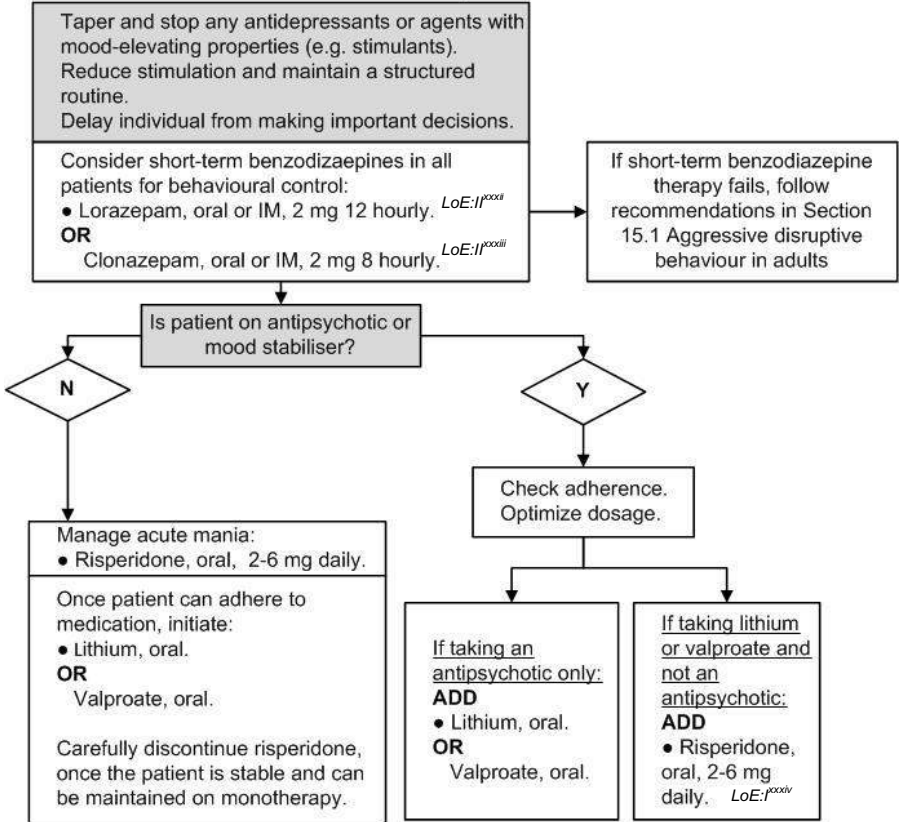 Taper and stop any antidepressants or agents with
mood-elevating properties (e.g. stimulants).
Reduce stimulation and maintain a structured
routine.
Delay individual from making important decisions.
Consider short-term benzodizaepines in all
patients for behavioural control:
● Lorazepam, oral or IM, 2 mg 12 hourly. LoE:II^xxxii
OR
Clonazepam, oral or IM, 2 mg 8 hourly. LoE:II^xxxiii
If short-term benzodiazepine
therapy fails, follow
recommendations in Section
15.1 Aggressive disruptive
behaviour in adults
Is patient on antipsychotic or
mood stabiliser?
N
Y
Check adherence.
Optimize dosage.
Manage acute mania:
● Risperidone, oral, 2-6 mg daily.
Once patient can adhere to
medication, initiate:
● Lithium, oral.
OR
Valproate, oral.
Carefully discontinue risperidone,
once the patient is stable and can
be maintained on monotherapy.
If taking an
antipsychotic only:
ADD
● Lithium, oral.
OR
Valproate, oral.
If taking lithium
or valproate and
not an
antipsychotic:
ADD
● Risperidone,
oral, 2-6 mg
daily. LoE:I^xxxiv